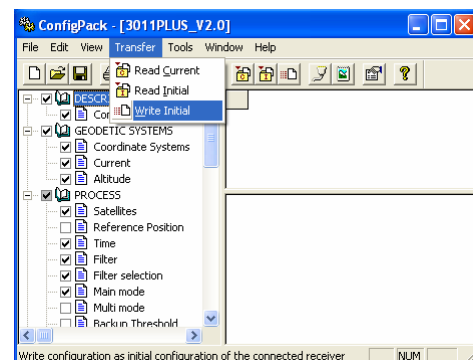 ConfigPack - [3011PLUS_V2.0]
File Edit View Transfer Tools Window Help
Read Current
Read Initial
Write Initial
DESCRI
Cor
GEODETIC SYSTEMS
Coordinate Systems
Current
Altitude
PROCESS
Satellites
Reference Position
Time
Filter
Filter selection
Main mode
Multi mode
Backup Threshold
Write configuration as initial configuration of the connected receiver NUM